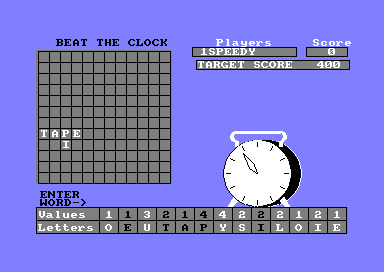 BEAT THE CLOCK
Players Score
1SPEEDY 0
TARGET SCORE 400
TAPE
I
ENTER
WORD->
Values 1 1 3 2 1 4 4 2 2 2 1 2 1
Letters O E U T A P Y S I L O I E